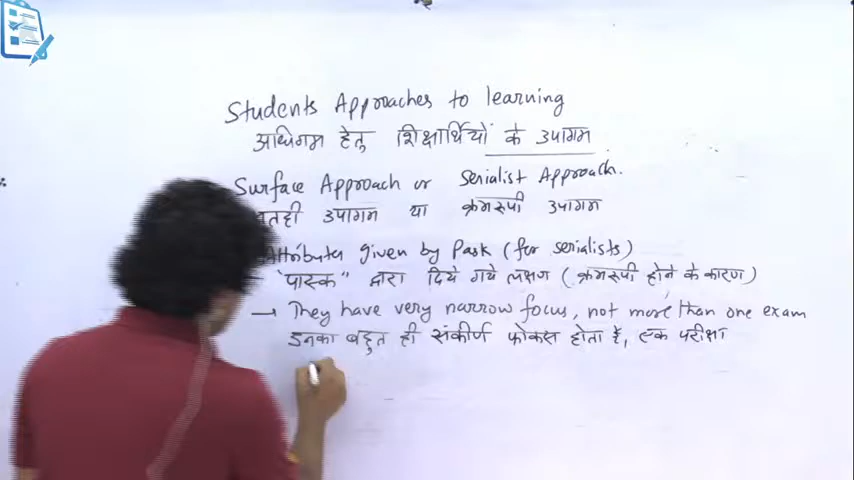 Students Approaches to learning
अधिगम हेतु शिक्षार्थियों के उपागम
Surface Approach or Serialist Approach.
सतही उपागम या क्रमरूपी उपागम
Attributes given by Pask (for serialists)
"पास्क" द्वारा दिये गये लक्षण (क्रमरूपी होने के कारण)
→ They have very narrow focus, not more than one exam
इनका बहुत ही संकीर्ण फोकस होता है, एक परीक्षा